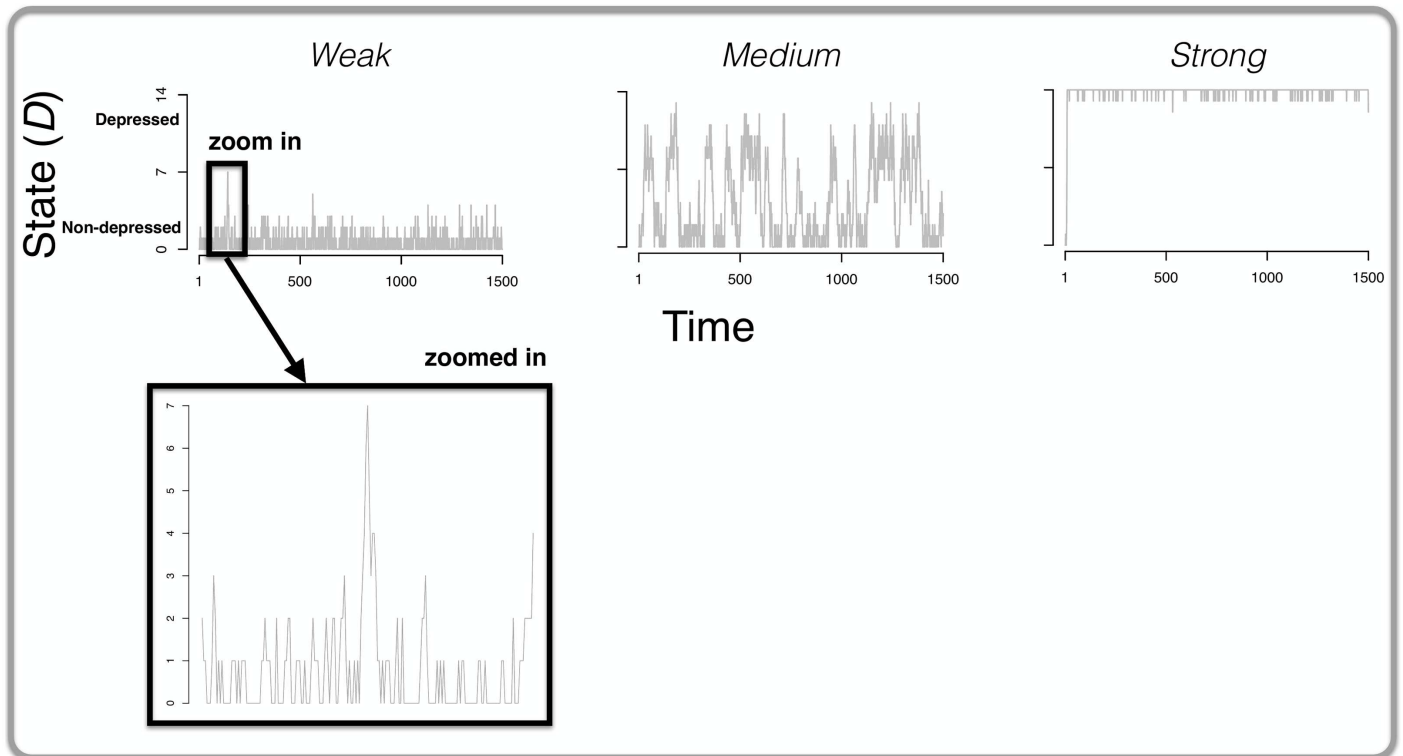 Weak
Medium
Strong
State (D)
14
Depressed
7
Non-depressed
0
zoom in
1 500 1000 1500
1 500 1000 1500
1 500 1000 1500
Time
zoomed in
7
6
5
4
3
2
1
0